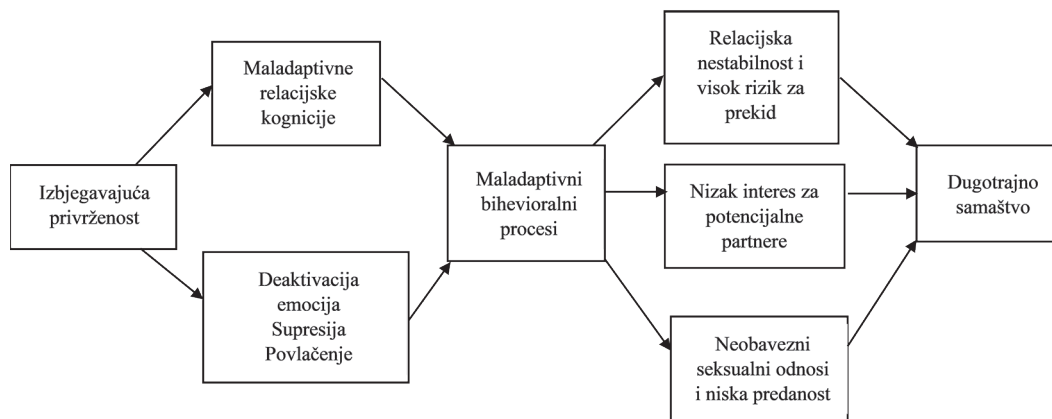 Izbjegavajuća
privrženost
Maladaptivne
relacijske
kognicije
Deaktivacija
emocija
Supresija
Povlačenje
Maladaptivni
bihevioralni
procesi
Relacijska
nestabilnost i
visok rizik za
prekid
Nizak interes za
potencijalne
partnere
Neobavezni
seksualni odnosi
i niska predanost
Dugotrajno
samaštvo